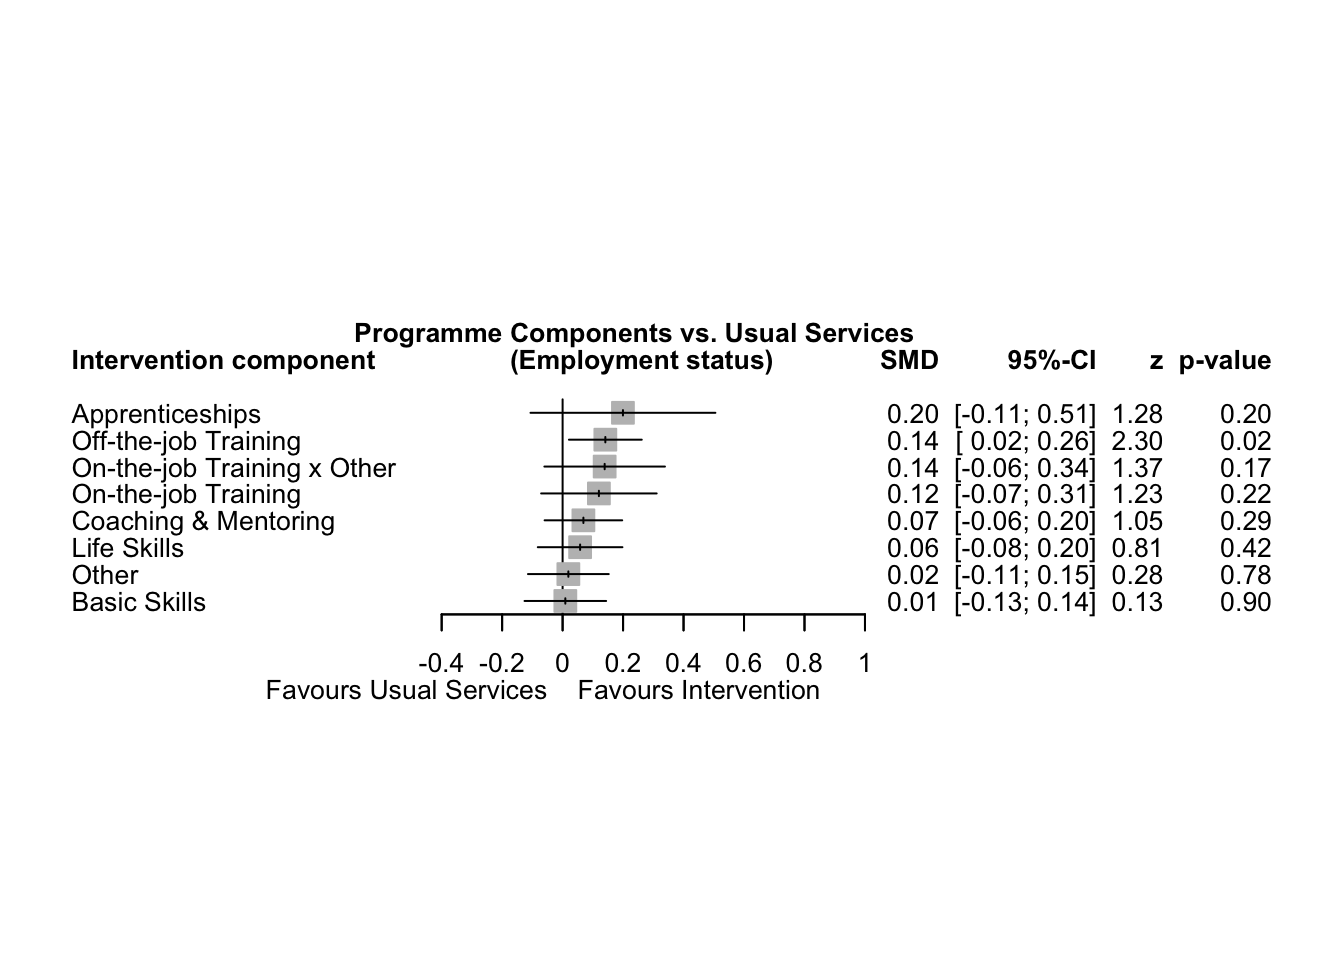 Programme Components vs. Usual Services
Intervention component (Employment status) SMD 95%-CI z p-value
Apprenticeships 0.20 [-0.11; 0.51] 1.28 0.20
Off-the-job Training 0.14 [ 0.02; 0.26] 2.30 0.02
On-the-job Training x Other 0.14 [-0.06; 0.34] 1.37 0.17
On-the-job Training 0.12 [-0.07; 0.31] 1.23 0.22
Coaching & Mentoring 0.07 [-0.06; 0.20] 1.05 0.29
Life Skills 0.06 [-0.08; 0.20] 0.81 0.42
Other 0.02 [-0.11; 0.15] 0.28 0.78
Basic Skills 0.01 [-0.13; 0.14] 0.13 0.90
-0.4 -0.2 0 0.2 0.4 0.6 0.8 1
Favours Usual Services Favours Intervention